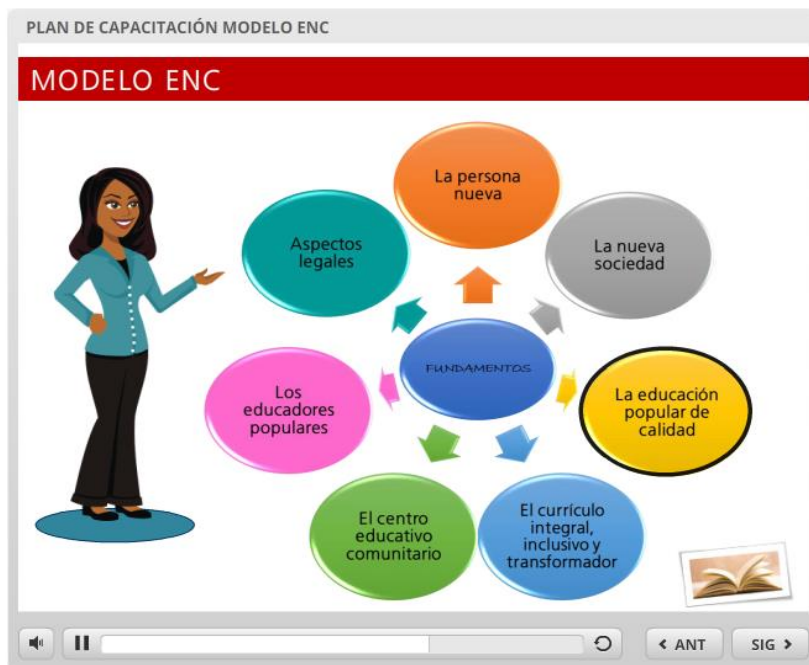 PLAN DE CAPACITACIÓN MODELO ENC
MODELO ENC
La persona
nueva
Aspectos
legales
La nueva
sociedad
FUNDAMENTOS
Los
educadores
populares
La educación
popular de
calidad
El centro
educativo
comunitario
El currículo
integral,
inclusivo y
transformador
ANT
SIG